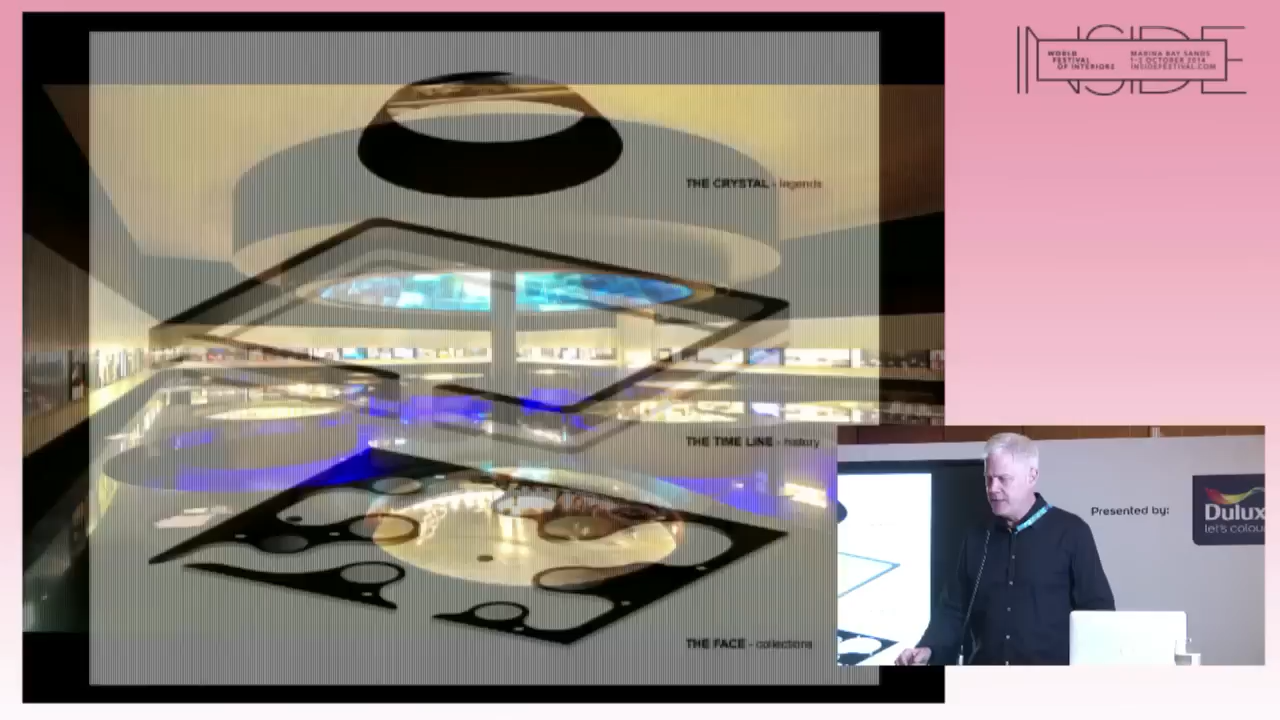 INSIDE
WORLD
FESTIVAL
OF INTERIORS
MARINA BAY SANDS
1-3 OCTOBER 2014
INSIDEFESTIVAL.COM
THE CRYSTAL - legends
THE TIME LINE - history
THE FACE - collections
Presented by:
Dulux
let's colou